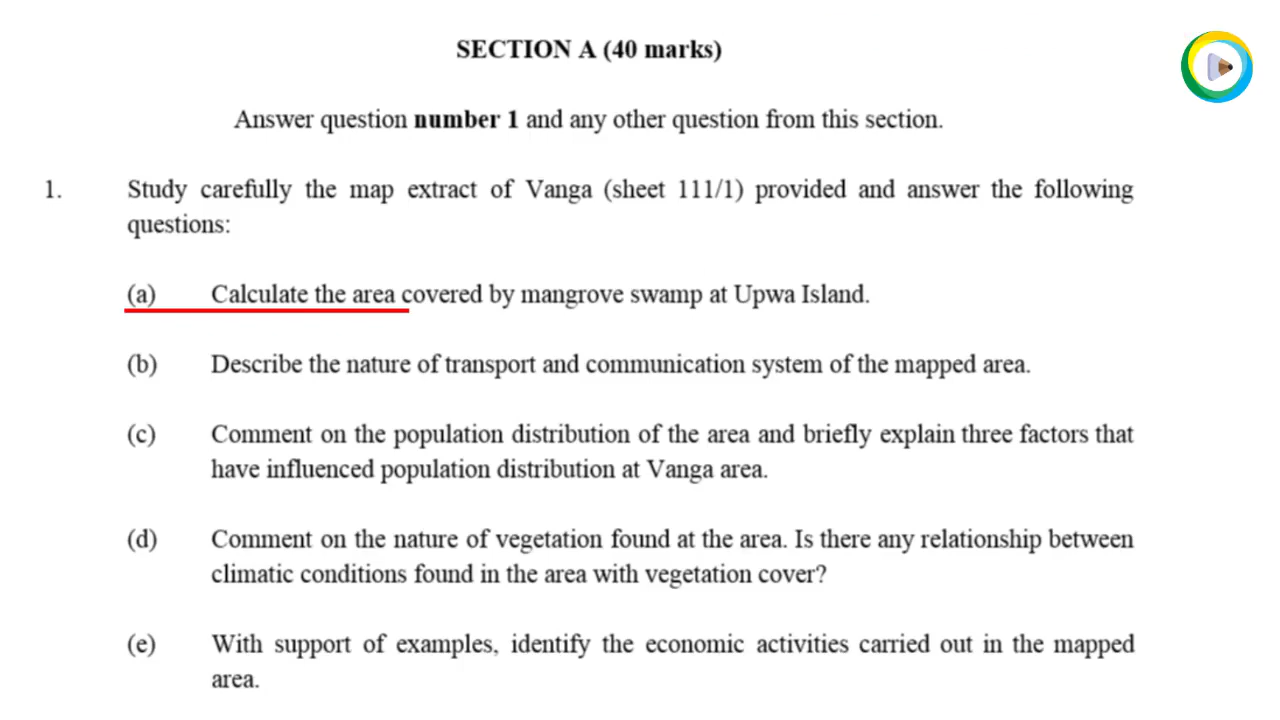 SECTION A (40 marks)
Answer question number 1 and any other question from this section.
1. Study carefully the map extract of Vanga (sheet 111/1) provided and answer the following
questions:
(a) Calculate the area covered by mangrove swamp at Upwa Island.
(b) Describe the nature of transport and communication system of the mapped area.
(c) Comment on the population distribution of the area and briefly explain three factors that
have influenced population distribution at Vanga area.
(d) Comment on the nature of vegetation found at the area. Is there any relationship between
climatic conditions found in the area with vegetation cover?
(e) With support of examples, identify the economic activities carried out in the mapped
area.